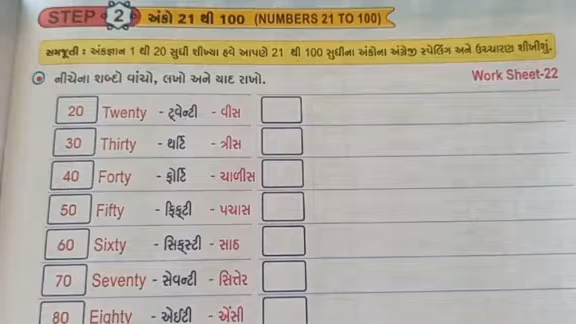 STEP 2 અંકો 21 થી 100 (NUMBERS 21 TO 100)
સમજૂતી : અંકજ્ઞાન 1 થી 20 સુધી શીખ્યા હવે આપણે 21 થી 100 સુધીના અંકોના અંગ્રેજી સ્પેલિંગ અને ઉચ્ચારણ શીખીશું.
નીચેના શબ્દો વાંચો, લખો અને યાદ રાખો. Work Sheet-22
20 Twenty - ટ્વેન્ટી - વીસ
30 Thirty - થર્ટિ - ત્રીસ
40 Forty - ફોર્ટિ - ચાળીસ
50 Fifty - ફિફ્ટી - પચાસ
60 Sixty - સિક્સ્ટી - સાઠ
70 Seventy - સેવન્ટી - સિત્તેર
80 Eighty - એઈટી - એંસી